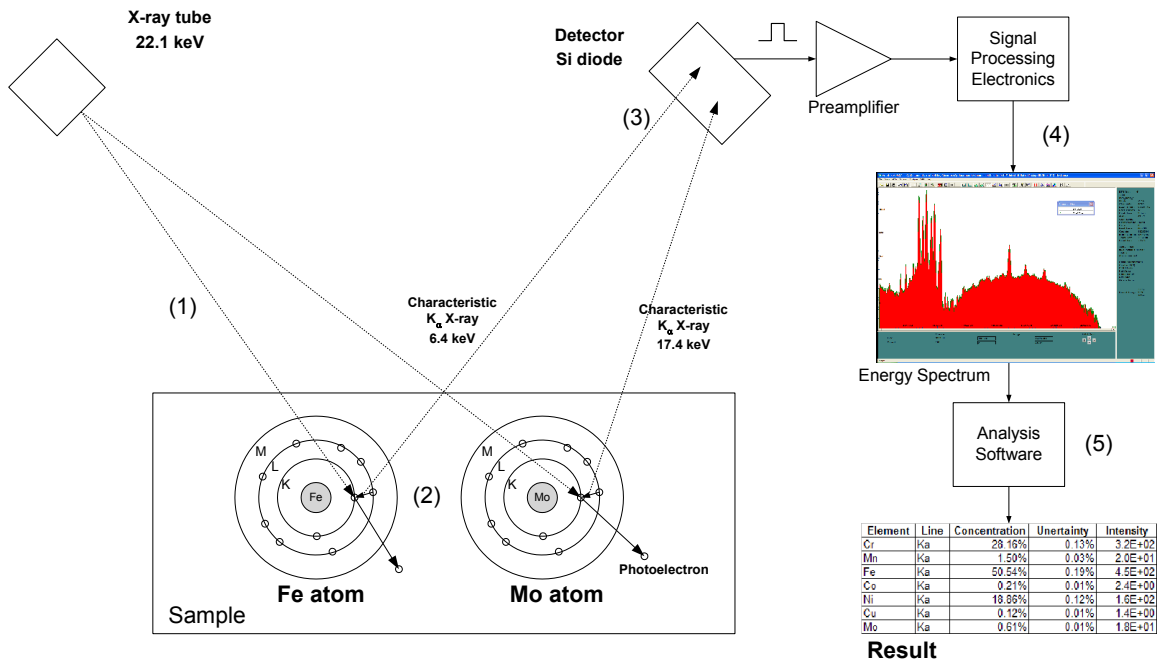 X-ray tube
22.1 keV
Detector
Si diode
Preamplifier
Signal
Processing
Electronics
(3)
(4)
(1)
Characteristic
Kα X-ray
6.4 keV
Characteristic
Kα X-ray
17.4 keV
Energy Spectrum
Analysis
Software
(5)
M
L
K
Fe
(2)
M
L
K
Mo
Photoelectron
Fe atom
Mo atom
Sample
Element Line Concentration Unertainty Intensity
Cr Ka 28.16% 0.13% 3.2E+02
Mn Ka 1.50% 0.03% 2.0E+01
Fe Ka 50.54% 0.19% 4.5E+02
Co Ka 0.21% 0.01% 2.4E+00
Ni Ka 18.86% 0.12% 1.6E+02
Cu Ka 0.12% 0.01% 1.4E+00
Mo Ka 0.61% 0.01% 1.8E+01
Result